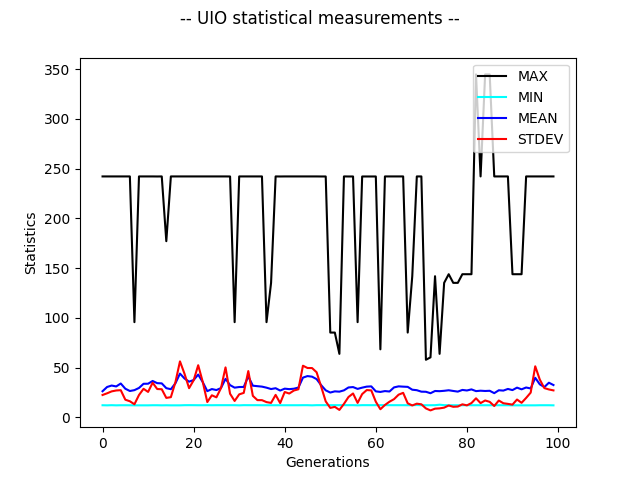 -- UIO statistical measurements --
350
300
250
200
150
100
50
0
Statistics
MAX
MIN
MEAN
STDEV
0 20 40 60 80 100
Generations